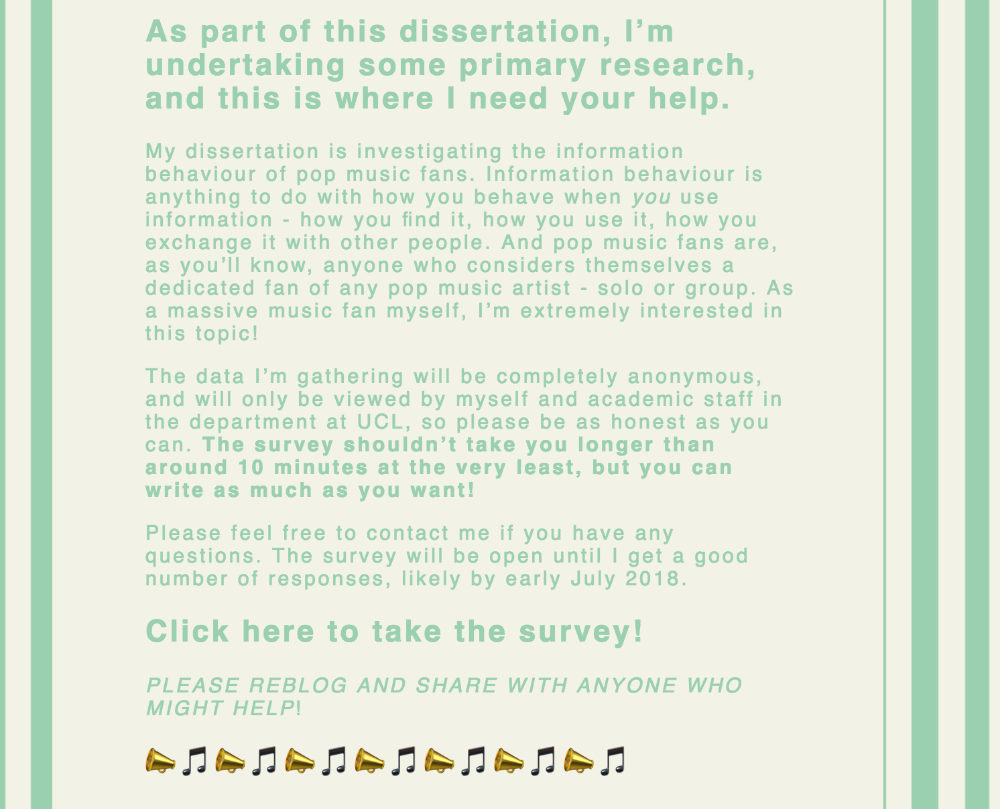 As part of this dissertation, I’m
undertaking some primary research,
and this is where I need your help.
My dissertation is investigating the information
behaviour of pop music fans. Information behaviour is
anything to do with how you behave when you use
information - how you find it, how you use it, how you
exchange it with other people. And pop music fans are,
as you’ll know, anyone who considers themselves a
dedicated fan of any pop music artist - solo or group. As
a massive music fan myself, I’m extremely interested in
this topic!
The data I’m gathering will be completely anonymous,
and will only be viewed by myself and academic staff in
the department at UCL, so please be as honest as you
can. The survey shouldn’t take you longer than
around 10 minutes at the very least, but you can
write as much as you want!
Please feel free to contact me if you have any
questions. The survey will be open until I get a good
number of responses, likely by early July 2018.
Click here to take the survey!
PLEASE REBLOG AND SHARE WITH ANYONE WHO
MIGHT HELP!